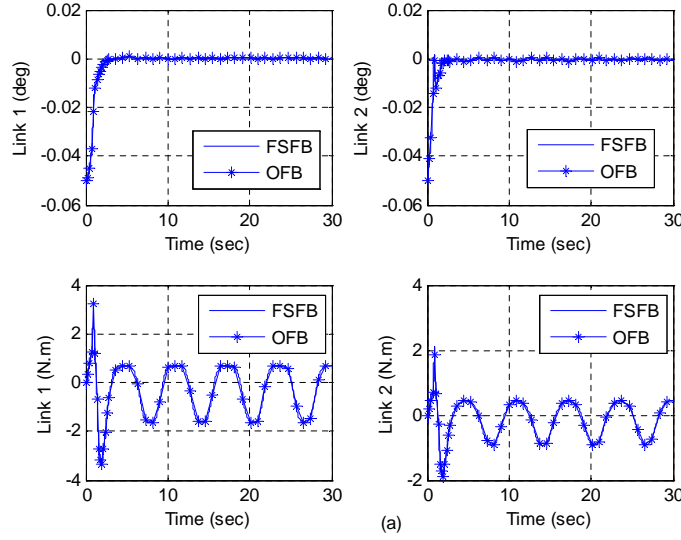 0.02
0
-0.02
-0.04
-0.06
Link 1 (deg)
FSFB
OFB
0
10
20
30
Time (sec)
0.02
0
-0.02
-0.04
-0.06
Link 2 (deg)
FSFB
OFB
0
10
20
30
Time (sec)
4
2
0
-2
-4
Link 1 (N.m)
FSFB
OFB
0
10
20
30
Time (sec)
4
2
0
-2
Link 2 (N.m)
FSFB
OFB
0
10
20
30
Time (sec)
(a)